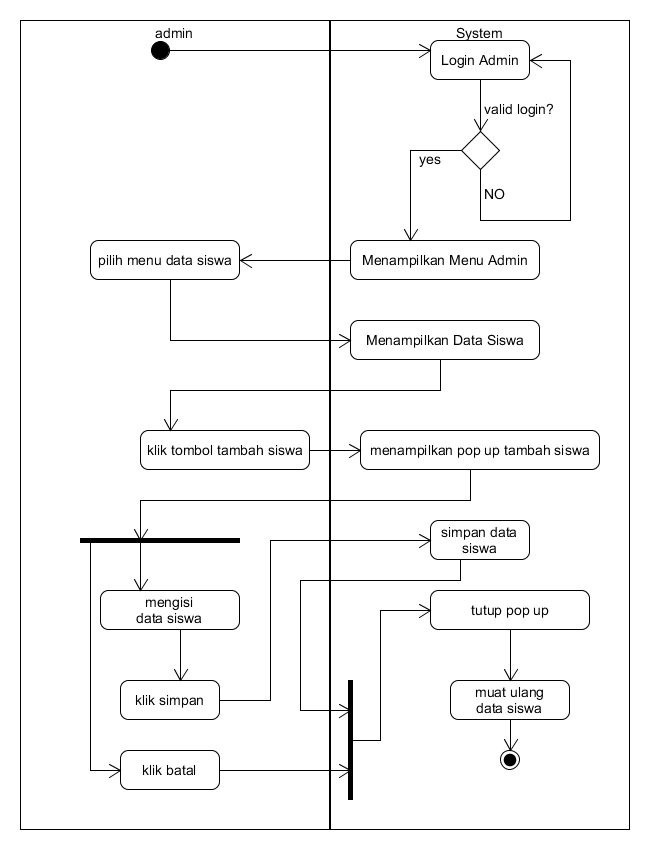 admin
System
Login Admin
valid login?
yes
NO
pilih menu data siswa
Menampilkan Menu Admin
Menampilkan Data Siswa
klik tombol tambah siswa
menampilkan pop up tambah siswa
simpan data
siswa
mengisi
data siswa
tutup pop up
klik simpan
muat ulang
data siswa
klik batal